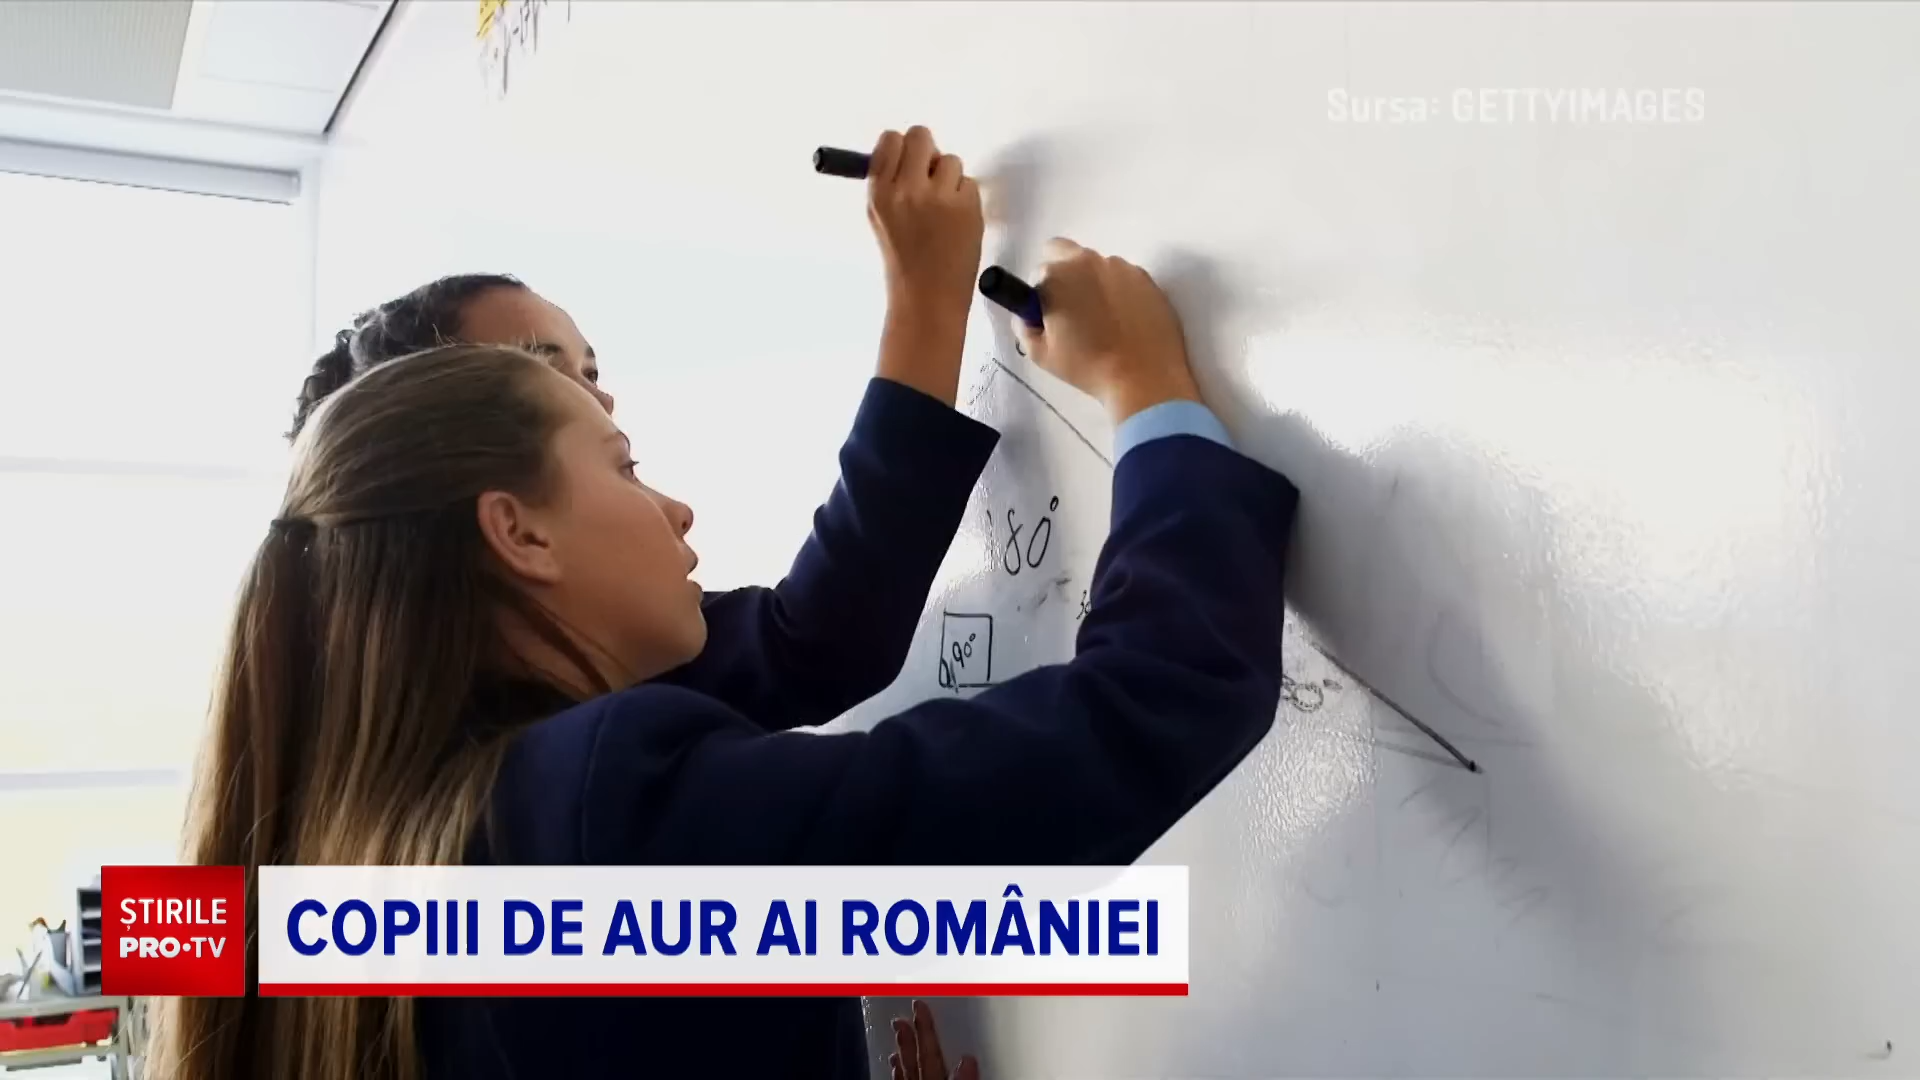 Sursa: GETTYIMAGES
180°
90°
ȘTIRILE
PRO•TV
COPIII DE AUR AI ROMÂNIEI